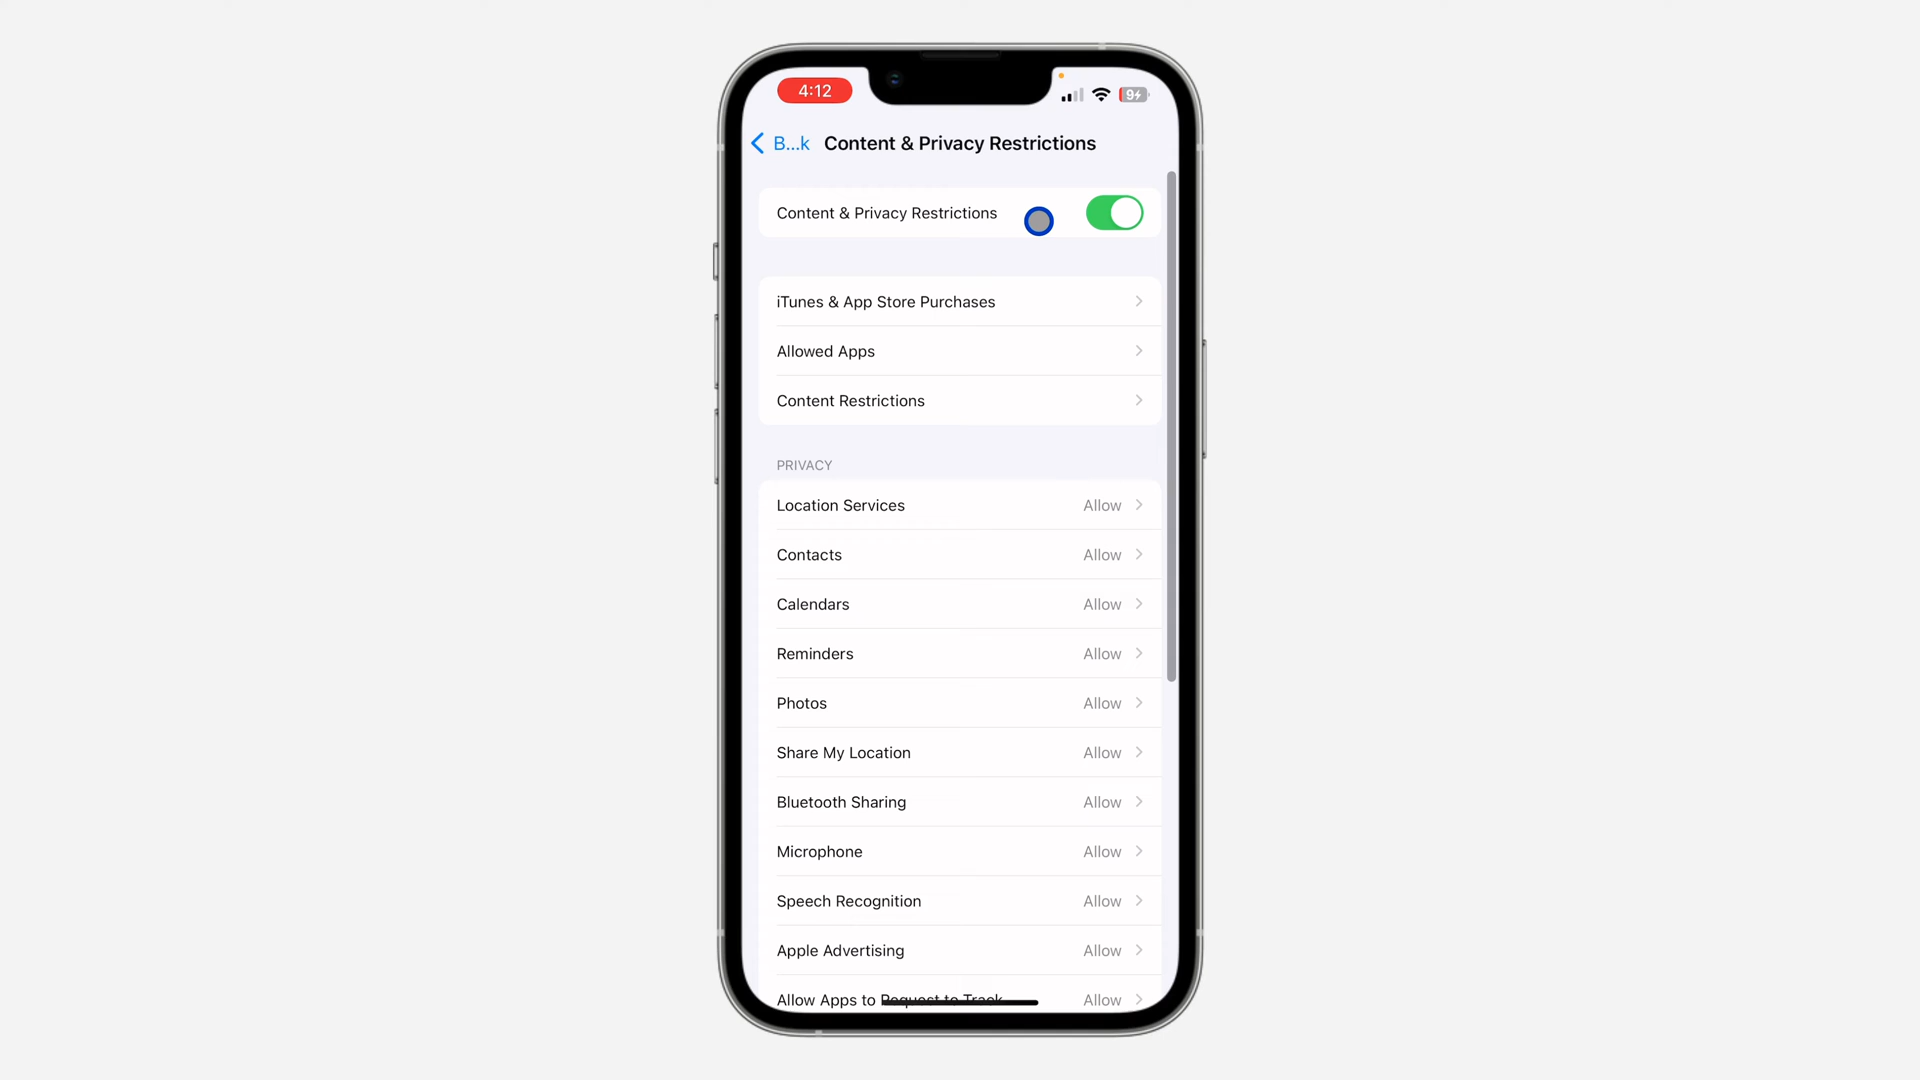 4:12
9
B...k Content & Privacy Restrictions
Content & Privacy Restrictions
iTunes & App Store Purchases
Allowed Apps
Content Restrictions
PRIVACY
Location Services Allow
Contacts Allow
Calendars Allow
Reminders Allow
Photos Allow
Share My Location Allow
Bluetooth Sharing Allow
Microphone Allow
Speech Recognition Allow
Apple Advertising Allow
Allow Apps to Request to Track Allow